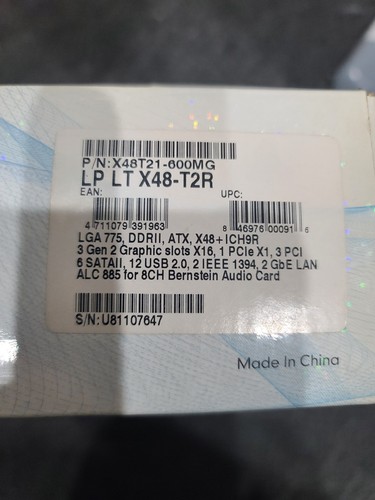 P/N:X48T21-600MG
LP LT X48-T2R
EAN: UPC:
4 711079 391963 8 46976 00091 6
LGA 775, DDRII, ATX, X48+ICH9R
3 Gen 2 Graphic slots X16, 1 PCIe X1, 3 PCI
6 SATAII, 12 USB 2.0, 2 IEEE 1394, 2 GbE LAN
ALC 885 for 8CH Bernstein Audio Card
S/N:U81107647
Made In China